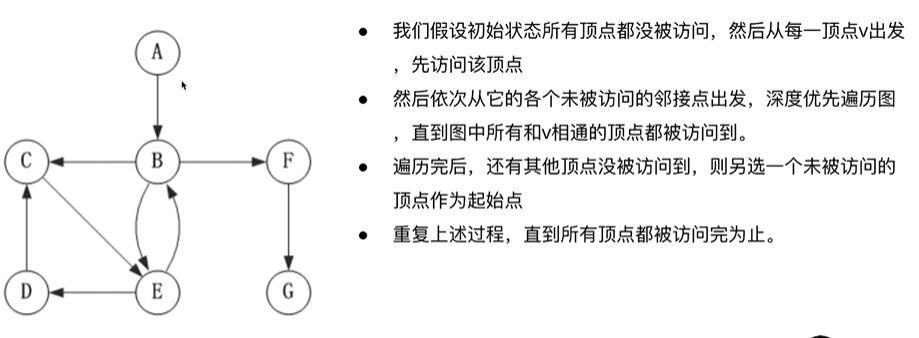 A
C
B
F
D
E
G
● 我们假设初始状态所有顶点都没被访问，然后从每一顶点v出发
，先访问该顶点
● 然后依次从它的各个未被访问的邻接点出发，深度优先遍历图
，直到图中所有和v相通的顶点都被访问到。
● 遍历完后，还有其他顶点没被访问到，则另选一个未被访问的
顶点作为起始点
● 重复上述过程，直到所有顶点都被访问完为止。